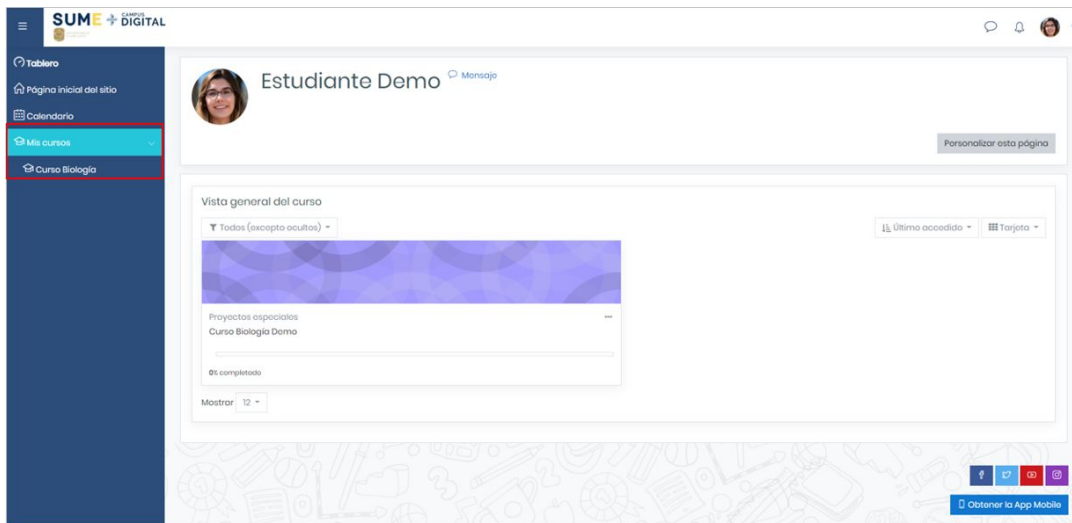 SUME + CAMPUS DIGITAL
Tablero
Página inicial del sitio
Calendario
Mis cursos
Curso Biología
Estudiante Demo Mensaje
Personalizar esta página
Vista general del curso
Todos (excepto ocultos)
Último accedido
Tarjeta
Proyectos especiales
Curso Biología Demo
0% completado
Mostrar 12
Obtener la App Mobile